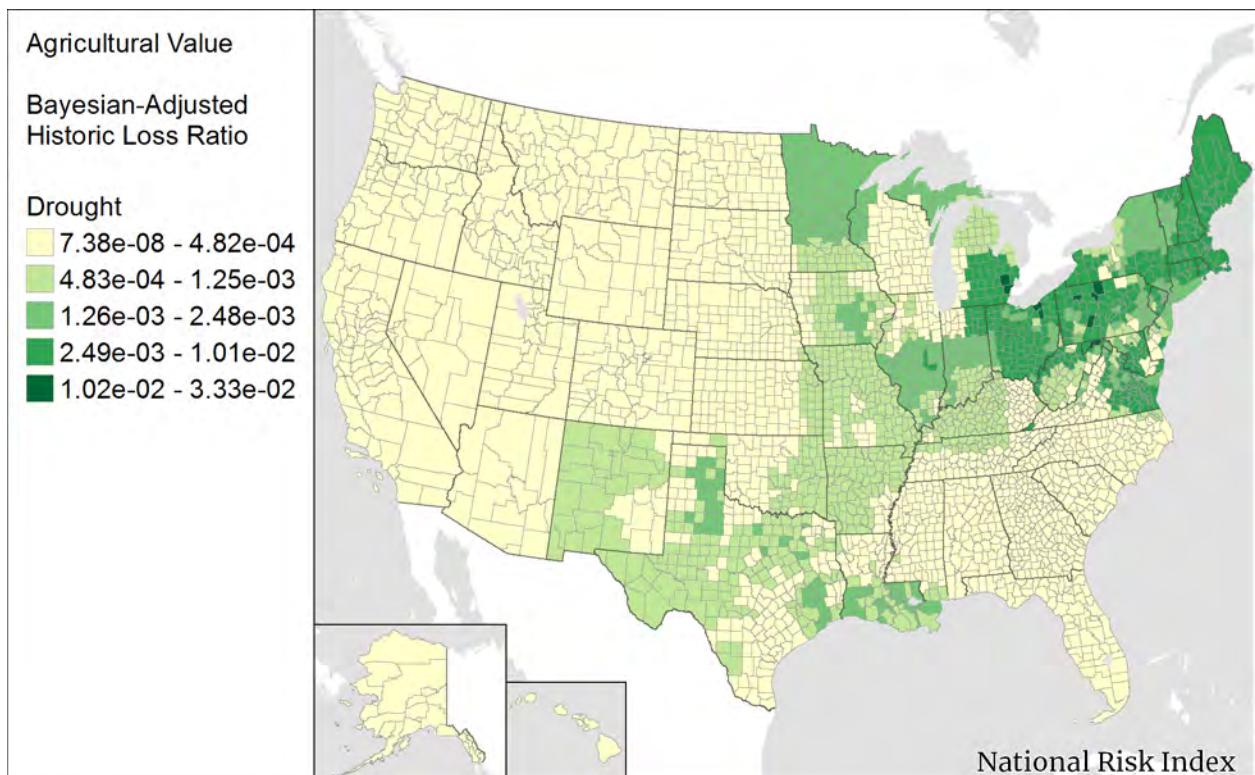 Agricultural Value
Bayesian-Adjusted
Historic Loss Ratio
Drought
7.38e-08 - 4.82e-04
4.83e-04 - 1.25e-03
1.26e-03 - 2.48e-03
2.49e-03 - 1.01e-02
1.02e-02 - 3.33e-02
National Risk Index